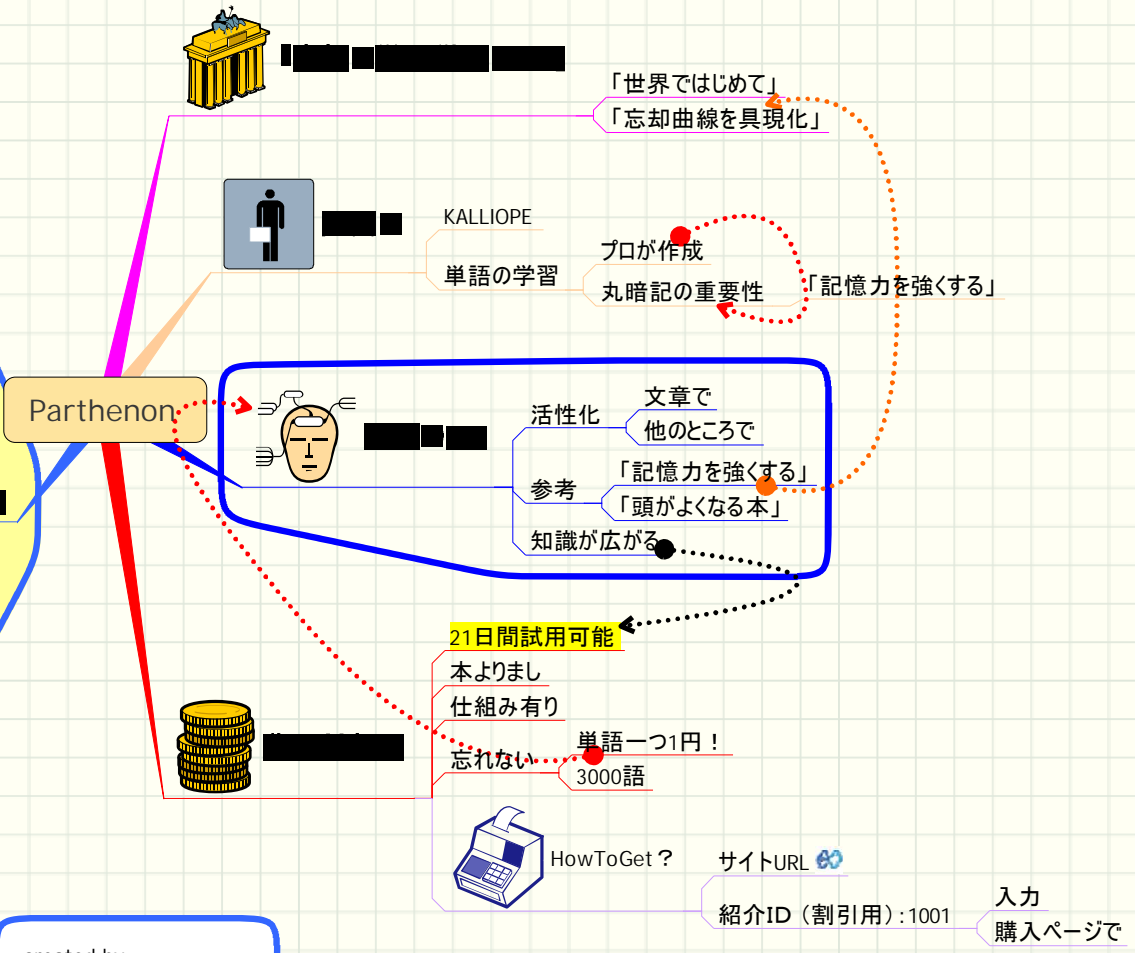 「世界ではじめて」
「忘却曲線を具現化」
KALLIOPE
単語の学習
プロが作成
丸暗記の重要性
「記憶力を強くする」
Parthenon
活性化
文章で
他のところで
参考
「記憶力を強くする」
「頭がよくなる本」
知識が広がる
21日間試用可能
本よりまし
仕組み有り
忘れない
単語一つ1円！
3000語
HowToGet？
サイトURL
紹介ID（割引用）:1001
入力
購入ページで